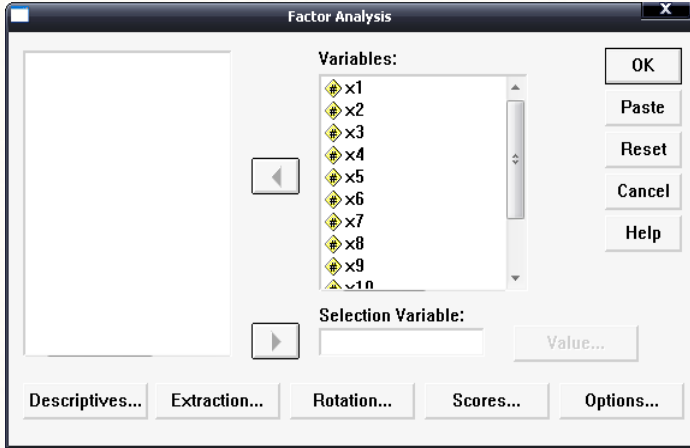 Factor Analysis
X
Variables:
# x1
# x2
# x3
# x4
# x5
# x6
# x7
# x8
# x9
# x10
OK
Paste
Reset
Cancel
Help
Selection Variable:
Value...
Descriptives...
Extraction...
Rotation...
Scores...
Options...